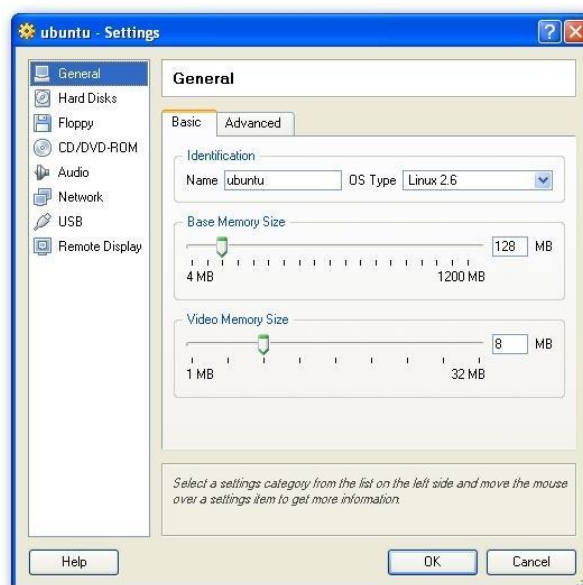 ubuntu - Settings
General
Hard Disks
Floppy
CD/DVD-ROM
Audio
Network
USB
Remote Display
General
Basic Advanced
Identification
Name ubuntu OS Type Linux 2.6
Base Memory Size
128 MB
4 MB 1200 MB
Video Memory Size
8 MB
1 MB 32 MB
Select a settings category from the list on the left side and move the mouse
over a settings item to get more information.
Help OK Cancel